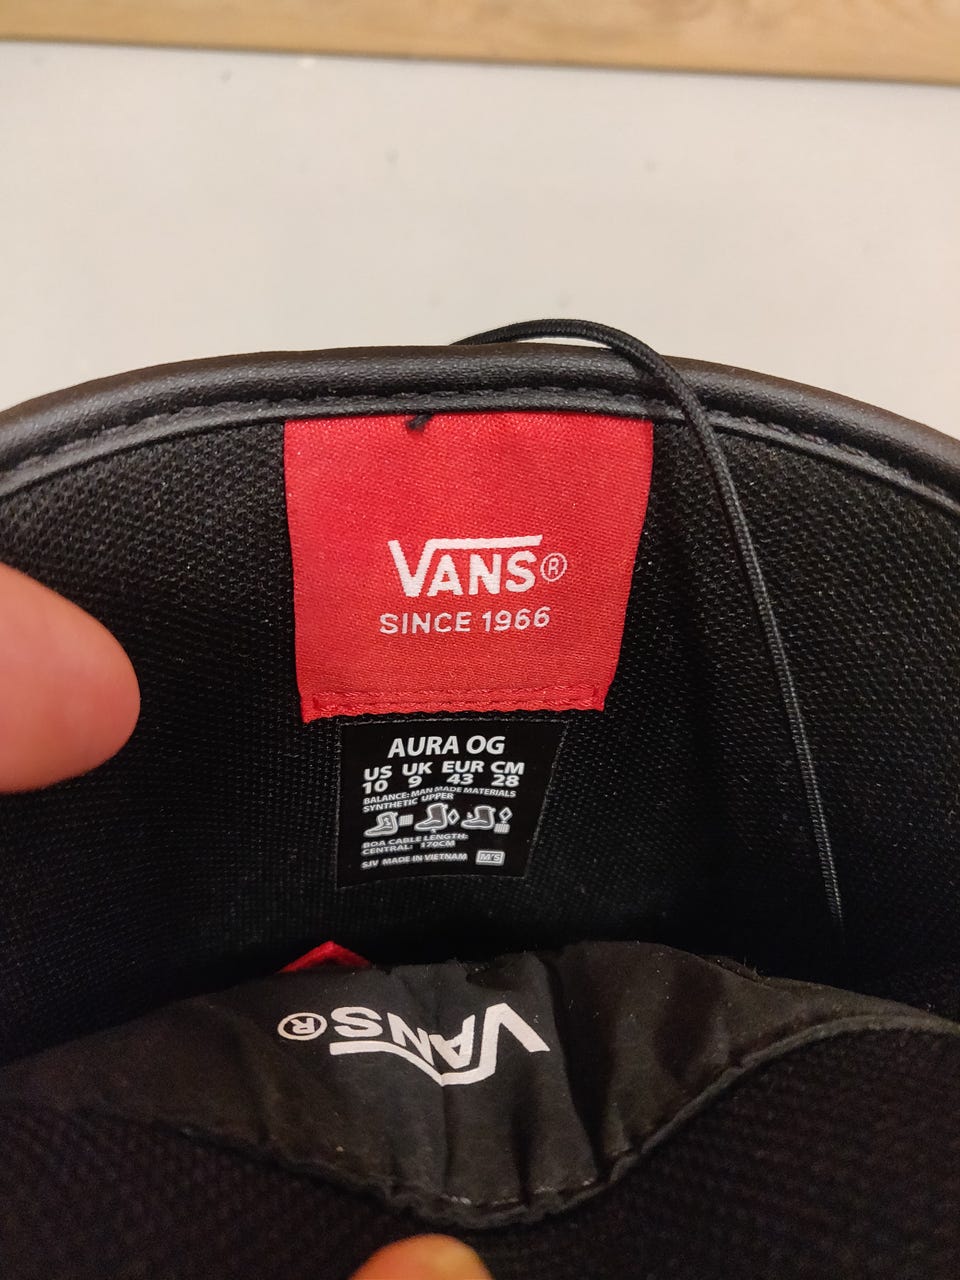 VANS®
SINCE 1966
AURA OG
US UK EUR CM
10 9 43 28
BALANCE: MAN MADE MATERIALS
SYNTHETIC UPPER
BOA CABLE LENGTH:
CENTRAL: 170CM
SJV MADE IN VIETNAM M'S
VANS®